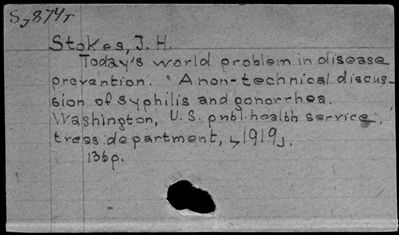 Sy874T
Stokes, J. H.
Today's world problem in disease
prevention. A non-technical discus-
sion of syphilis and gonorrhea.
Washington, U.S. publ. health service,
treas. department, [1919].
136p.